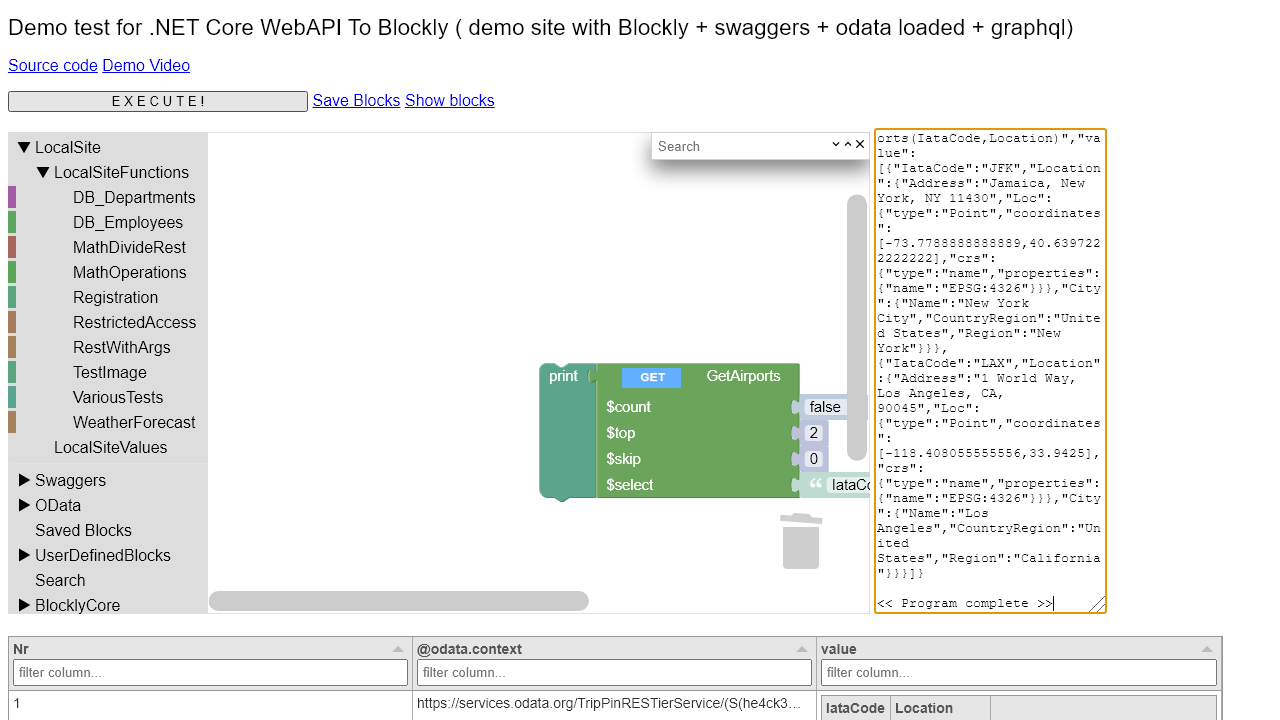 Demo test for .NET Core WebAPI To Blockly ( demo site with Blockly + swaggers + odata loaded + graphql)
Source code Demo Video
E X E C U T E ! Save Blocks Show blocks
▼ LocalSite
▼ LocalSiteFunctions
DB_Departments
DB_Employees
MathDivideRest
MathOperations
Registration
RestrictedAccess
RestWithArgs
TestImage
VariousTests
WeatherForecast
LocalSiteValues
▶ Swaggers
▶ OData
Saved Blocks
▶ UserDefinedBlocks
Search
▶ BlocklyCore
Search
print GET GetAirports
$count false
$top 2
$skip 0
$select “ IataCo
orts(IataCode,Location)","va
lue":
[{"IataCode":"JFK","Location
":{"Address":"Jamaica, New
York, NY 11430","Loc":
{"type":"Point","coordinates
":
[-73.7788888888889,40.639722
2222222],"crs":
{"type":"name","properties":
{"name":"EPSG:4326"}}},"City
":{"Name":"New York
City","CountryRegion":"Unite
d States","Region":"New
York"}}},
{"IataCode":"LAX","Location"
:{"Address":"1 World Way,
Los Angeles, CA,
90045","Loc":
{"type":"Point","coordinates
":
[-118.408055555556,33.9425],
"crs":
{"type":"name","properties":
{"name":"EPSG:4326"}}},"City
":{"Name":"Los
Angeles","CountryRegion":"Un
ited
States","Region":"California
"}}}]}
<< Program complete >>
Nr @odata.context value
filter column... filter column... filter column...
1 https://services.odata.org/TripPinRESTierService/(S(he4ck3... IataCode Location